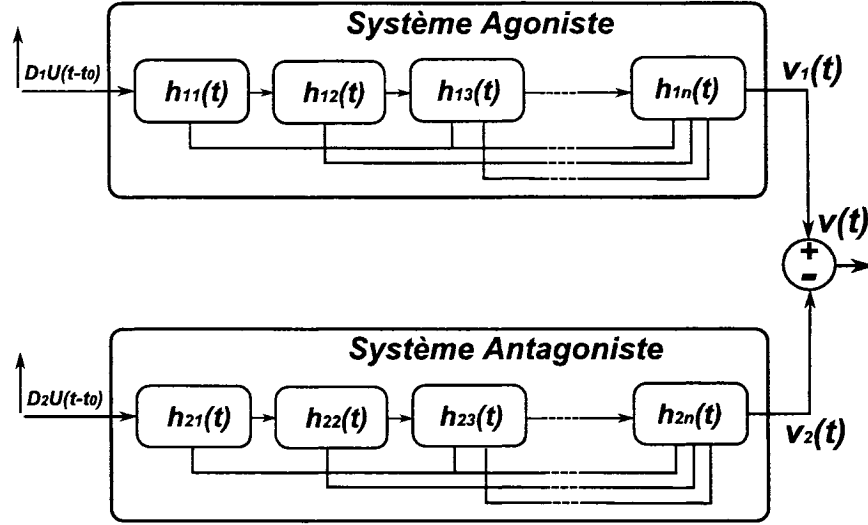 Système Agoniste
D1U(t-t0)
h11(t)
h12(t)
h13(t)
h1n(t)
v1(t)
v(t)
+
-
Système Antagoniste
D2U(t-t0)
h21(t)
h22(t)
h23(t)
h2n(t)
v2(t)